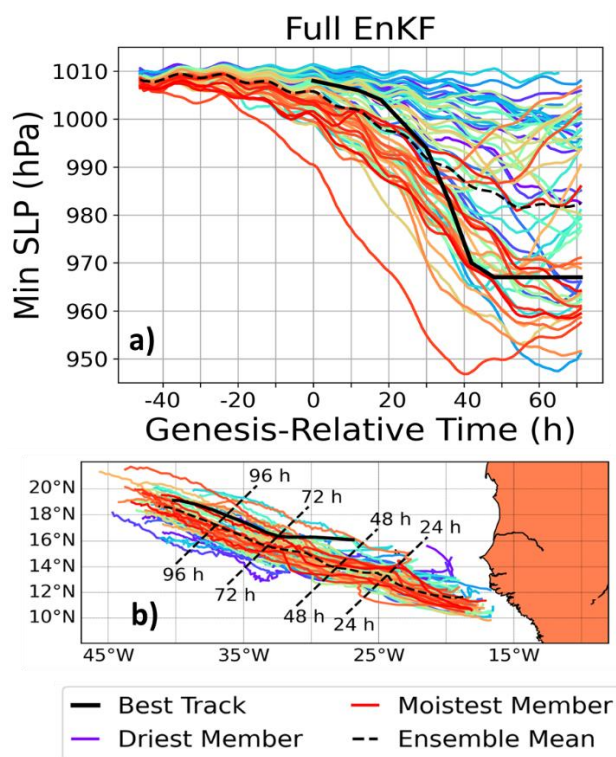 Full EnKF
Min SLP (hPa)
1010
1000
990
980
970
960
950
a)
-40 -20 0 20 40 60
Genesis-Relative Time (h)
20°N
18°N
16°N
14°N
12°N
10°N
96 h
72 h
48 h
24 h
96 h
72 h
48 h
24 h
b)
45°W 35°W 25°W 15°W
Best Track Moistest Member
Driest Member Ensemble Mean